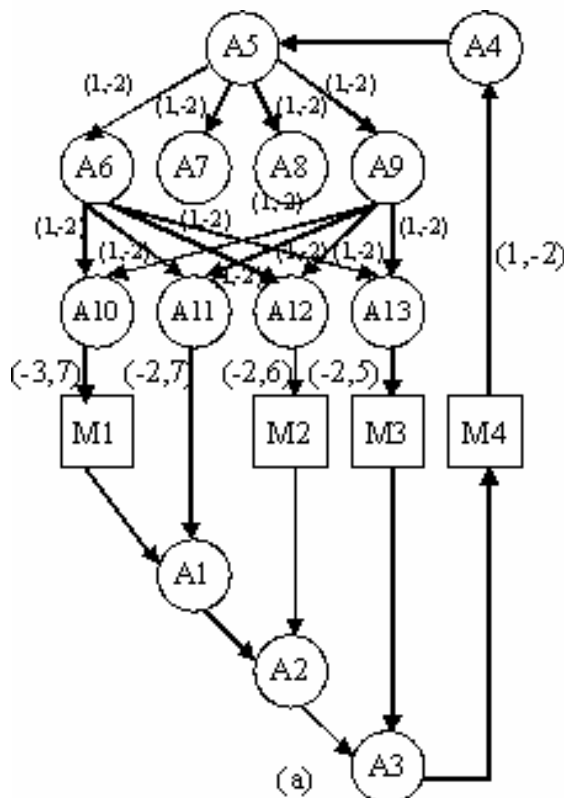 A5
A4
(1,-2)
(1,-2)
(1,-2)
(1,-2)
A6
A7
A8
A9
(1,-2)
(1,-2)
(1,-2)
(1,-2)
(1,-2)
(1,-2)
(1,-2)
(1,-2)
1,-2)
A10
A11
A12
A13
(-3,7)
(-2,7)
(-2,6)
(-2,5)
M1
M2
M3
M4
A1
A2
A3
(a)